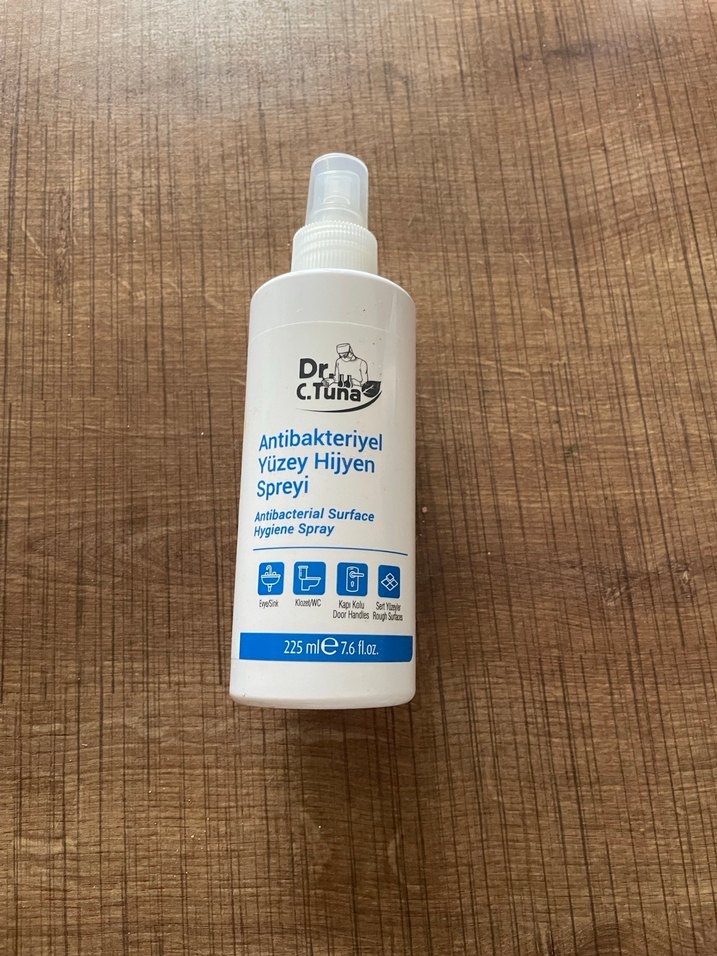 Dr.
C.Tuna
Antibakteriyel
Yüzey Hijyen
Spreyi
Antibacterial Surface
Hygiene Spray
Evye/Sink
Klozet/WC
Kapı Kolu
Door Handles
Sert Yüzeyler
Rough Surfaces
225 ml e 7.6 fl.oz.